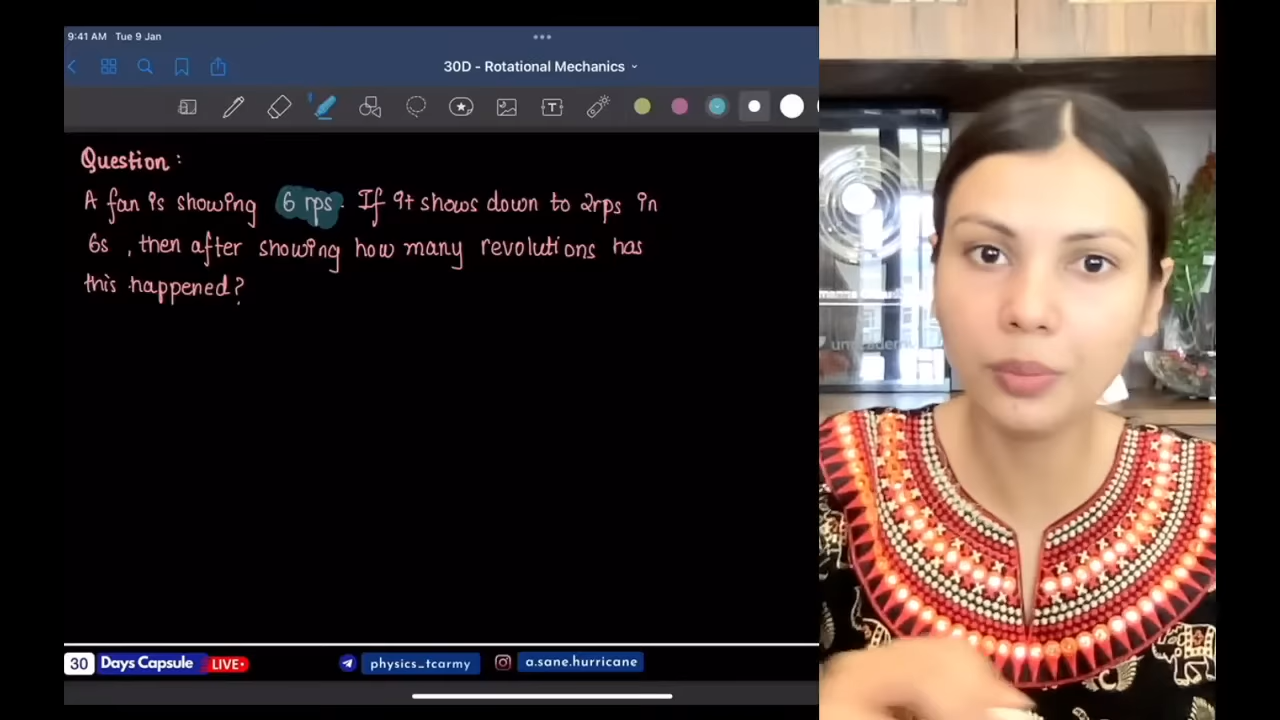 9:41 AM Tue 9 Jan
30D - Rotational Mechanics
Question :
A fan is showing 6 rps. If it shows down to 2rps in
6s , then after showing how many revolutions has
this happened?
30 Days Capsule LIVE
physics_tcarmy
a.sane.hurricane